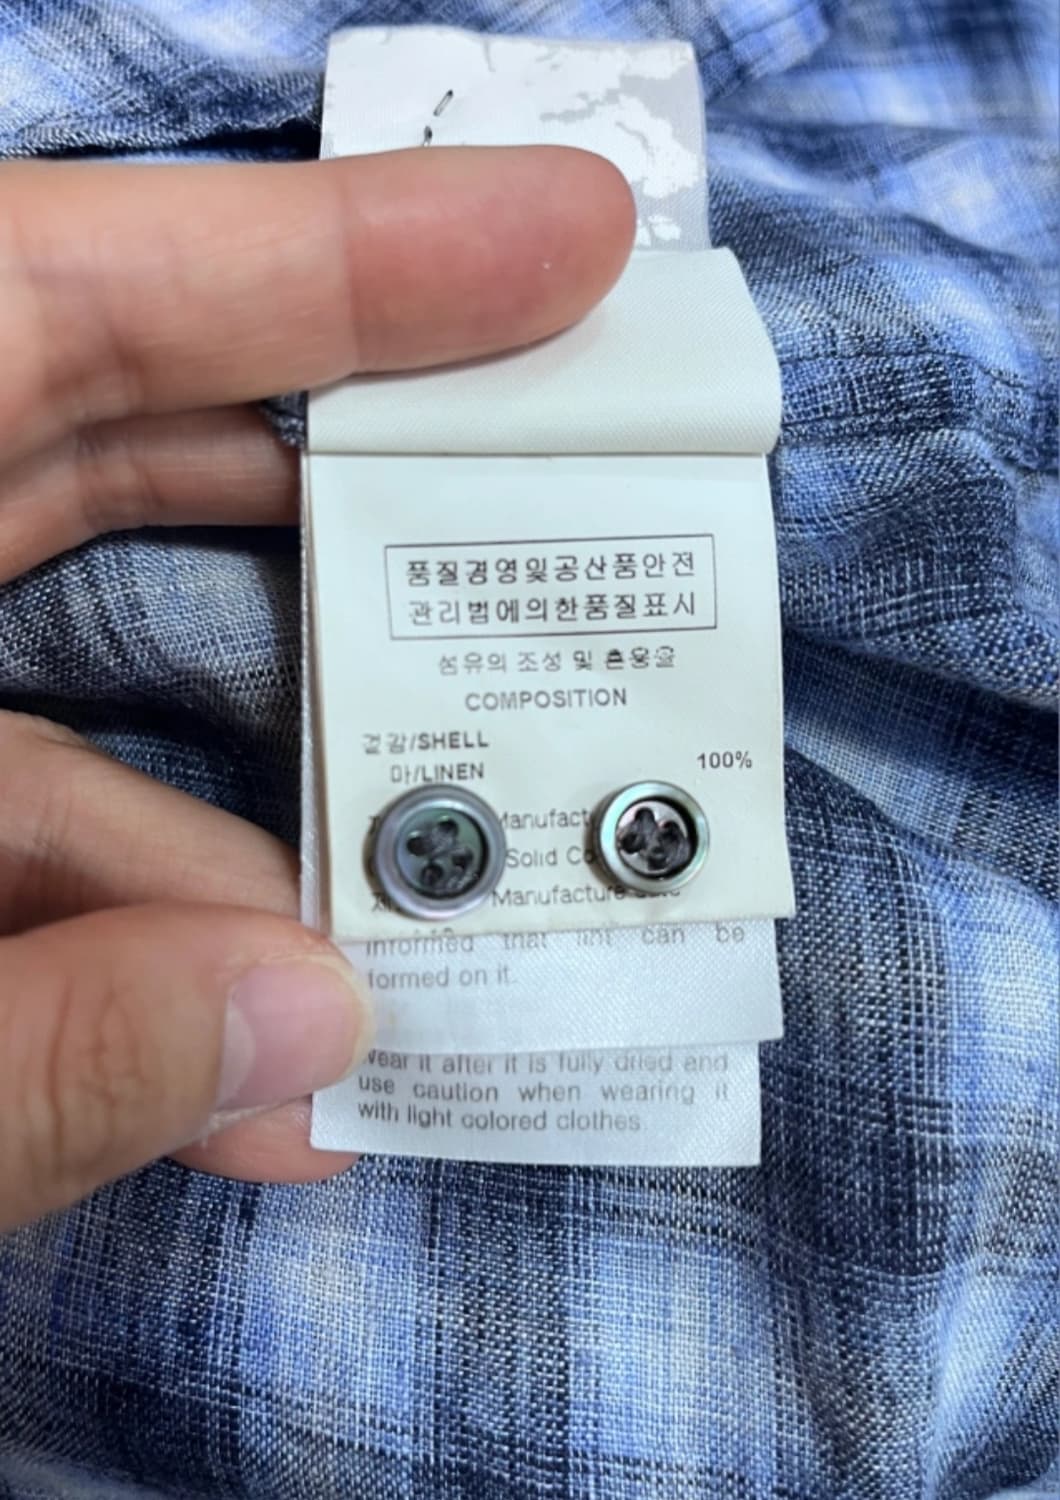 품질경영및공산품안전
관리법에의한품질표시
섬유의 조성 및 혼용율
COMPOSITION
겉감/SHELL
마/LINEN 100%
Manufact
Solid Co
Manufacture
informed that lint can be
formed on it.
Wear it after it is fully dried and
use caution when wearing it
with light colored clothes.